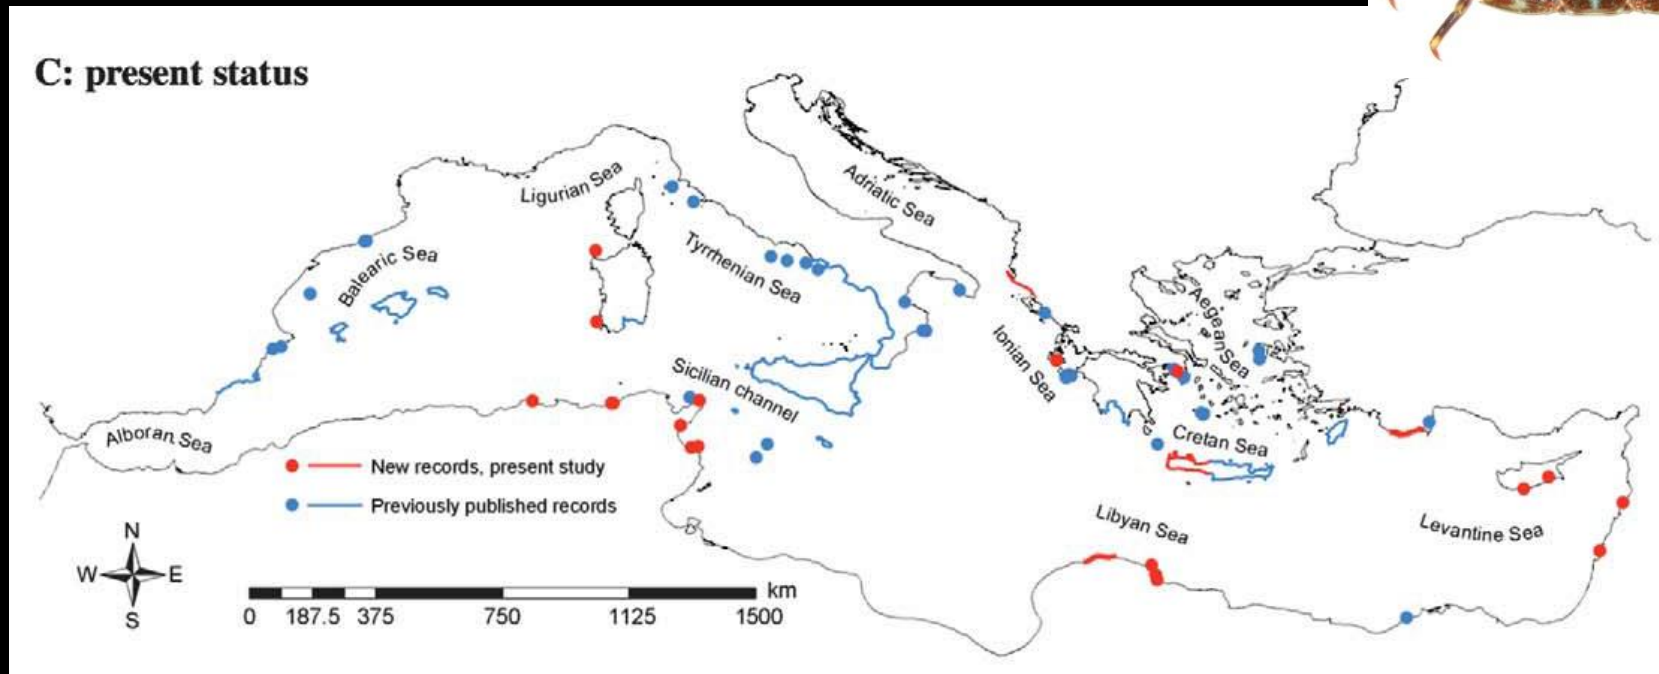 C: present status
Ligurian Sea
Adriatic Sea
Balearic Sea
Tyrrhenian Sea
Aegean Sea
Ionian Sea
Sicilian channel
Alboran Sea
Cretan Sea
New records, present study
Previously published records
Libyan Sea
Levantine Sea
N
W E
S
km
0 187.5 375 750 1125 1500